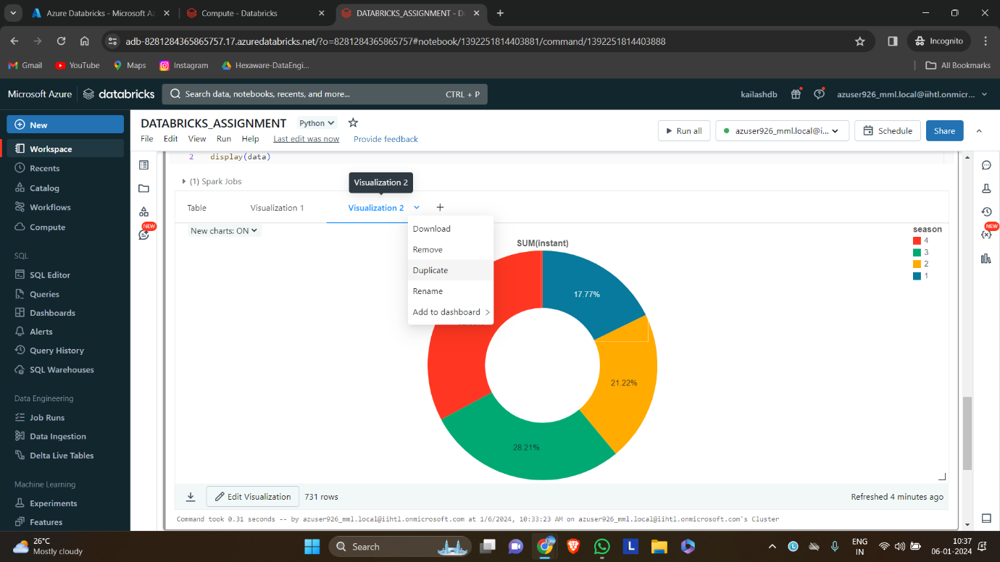 Azure Databricks - Microsoft Az
Compute - Databricks
DATABRICKS_ASSIGNMENT - D
adb-8281284365865757.17.azuredatabricks.net/?o=8281284365865757#notebook/1392251814403881/command/1392251814403888
Incognito
Gmail
YouTube
Maps
Instagram
Hexaware-DataEngi...
All Bookmarks
Microsoft Azure
databricks
Search data, notebooks, recents, and more...
CTRL + P
kailashdb
azuser926_mml.local@iihtl.onmicr...
New
Workspace
Recents
Catalog
Workflows
Compute
SQL
SQL Editor
Queries
Dashboards
Alerts
Query History
SQL Warehouses
Data Engineering
Job Runs
Data Ingestion
Delta Live Tables
Machine Learning
Experiments
Features
DATABRICKS_ASSIGNMENT
Python
File Edit View Run Help Last edit was now Provide feedback
Run all
azuser926_mml.local@i...
Schedule
Share
NEW
NEW
2 display(data)
(1) Spark Jobs
Visualization 2
Table
Visualization 1
Visualization 2
+
New charts: ON
Download
Remove
Duplicate
Rename
Add to dashboard
SUM(instant)
season
4
3
2
1
17.77%
21.22%
28.21%
Edit Visualization
731 rows
Refreshed 4 minutes ago
Command took 0.31 seconds -- by azuser926_mml.local@iihtl.onmicrosoft.com at 1/6/2024, 10:33:23 AM on azuser926_mml.local@iihtl.onmicrosoft.com's Cluster
26°C
Mostly cloudy
Search
L
L
ENG
IN
10:37
06-01-2024